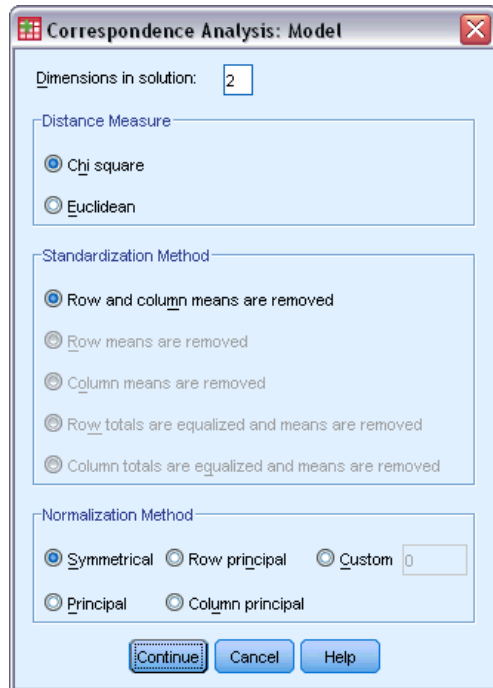 Correspondence Analysis: Model
Dimensions in solution: 2
Distance Measure
Chi square
Euclidean
Standardization Method
Row and column means are removed
Row means are removed
Column means are removed
Row totals are equalized and means are removed
Column totals are equalized and means are removed
Normalization Method
Symmetrical Row principal Custom 0
Principal Column principal
Continue Cancel Help